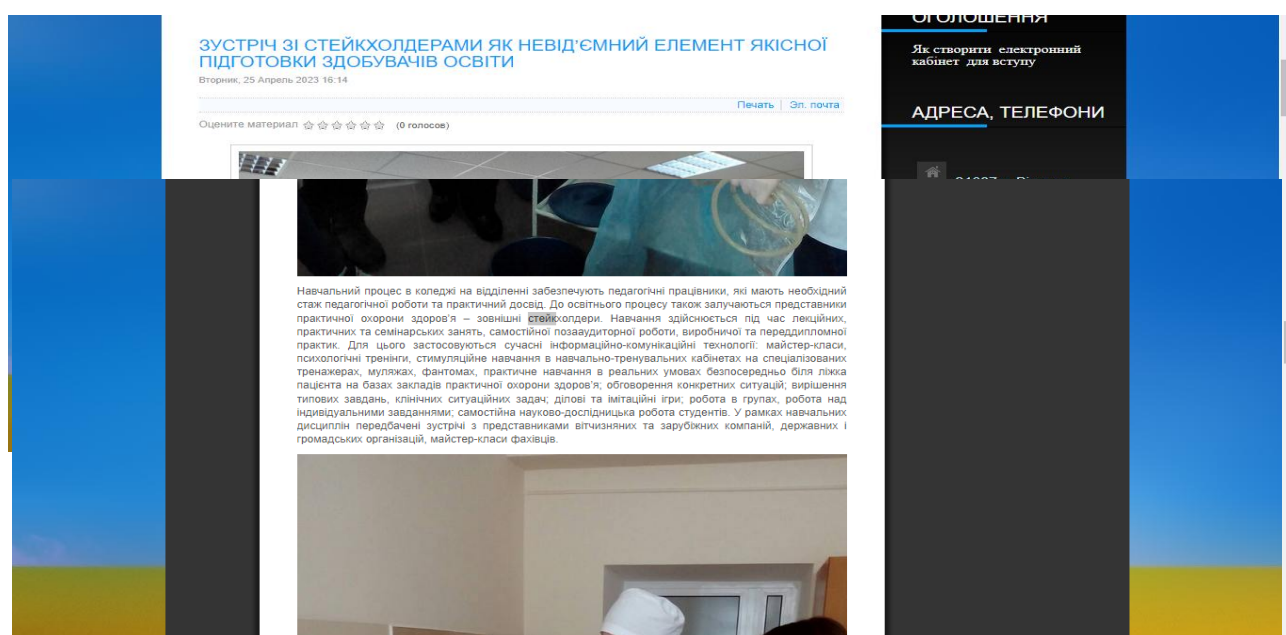 ЗУСТРІЧ ЗІ СТЕЙКХОЛДЕРАМИ ЯК НЕВІД'ЄМНИЙ ЕЛЕМЕНТ ЯКІСНОЇ
ПІДГОТОВКИ ЗДОБУВАЧІВ ОСВІТИ
Вторник, 25 Апрель 2023 16:14
Печать | Эл. почта
Оцените материал (0 голосов)
ОГОЛОШЕННЯ
Як створити електронний
кабінет для вступу
АДРЕСА, ТЕЛЕФОНИ
Навчальний процес в коледжі на відділенні забезпечують педагогічні працівники, які мають необхідний
стаж педагогічної роботи та практичний досвід. До освітнього процесу також залучаються представники
практичної охорони здоров'я – зовнішні стейкхолдери. Навчання здійснюється під час лекційних,
практичних та семінарських занять, самостійної позааудиторної роботи, виробничої та переддипломної
практик. Для цього застосовуються сучасні інформаційно-комунікаційні технології: майстер-класи,
психологічні тренінги, стимуляційне навчання в навчально-тренувальних кабінетах на спеціалізованих
тренажерах, муляжах, фантомах, практичне навчання в реальних умовах безпосередньо біля ліжка
пацієнта на базах закладів практичної охорони здоров'я; обговорення конкретних ситуацій; вирішення
типових завдань, клінічних ситуаційних задач; ділові та імітаційні ігри; робота в групах, робота над
індивідуальними завданнями; самостійна науково-дослідницька робота студентів. У рамках навчальних
дисциплін передбачені зустрічі з представниками вітчизняних та зарубіжних компаній, державних і
громадських організацій, майстер-класи фахівців.